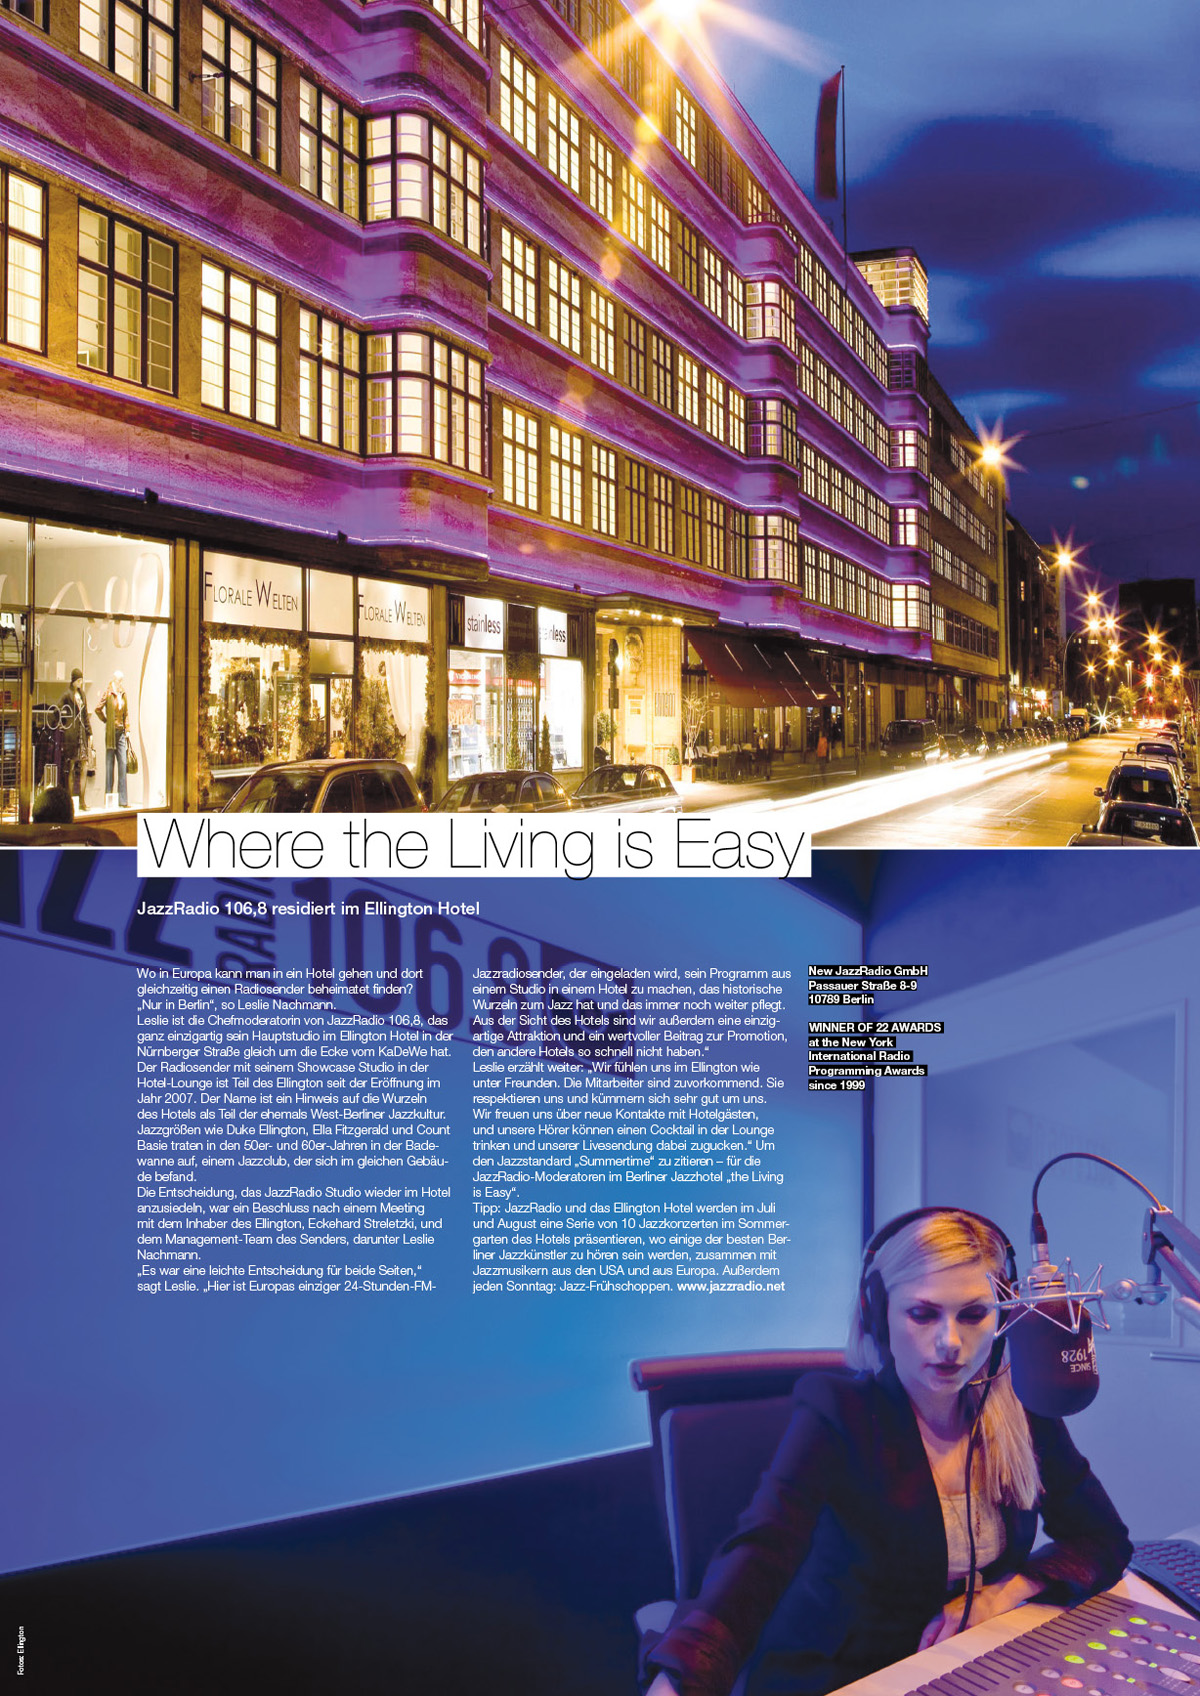 FLORALE WELTEN
FLORALE WELTEN
stainless
stainless
Where the Living is Easy
JAZZ
RADIO
106,8
JazzRadio 106,8 residiert im Ellington Hotel
Wo in Europa kann man in ein Hotel gehen und dort
gleichzeitig einen Radiosender beheimatet finden?
„Nur in Berlin“, so Leslie Nachmann.
Leslie ist die Chefmoderatorin von JazzRadio 106,8, das
ganz einzigartig sein Hauptstudio im Ellington Hotel in der
Nürnberger Straße gleich um die Ecke vom KaDeWe hat.
Der Radiosender mit seinem Showcase Studio in der
Hotel-Lounge ist Teil des Ellington seit der Eröffnung im
Jahr 2007. Der Name ist ein Hinweis auf die Wurzeln
des Hotels als Teil der ehemals West-Berliner Jazzkultur.
Jazzgrößen wie Duke Ellington, Ella Fitzgerald und Count
Basie traten in den 50er- und 60er-Jahren in der Bade-
wanne auf, einem Jazzclub, der sich im gleichen Gebäu-
de befand.
Die Entscheidung, das JazzRadio Studio wieder im Hotel
anzusiedeln, war ein Beschluss nach einem Meeting
mit dem Inhaber des Ellington, Eckehard Streletzki, und
dem Management-Team des Senders, darunter Leslie
Nachmann.
„Es war eine leichte Entscheidung für beide Seiten,“
sagt Leslie. „Hier ist Europas einziger 24-Stunden-FM-
Jazzradiosender, der eingeladen wird, sein Programm aus
einem Studio in einem Hotel zu machen, das historische
Wurzeln zum Jazz hat und das immer noch weiter pflegt.
Aus der Sicht des Hotels sind wir außerdem eine einzig-
artige Attraktion und ein wertvoller Beitrag zur Promotion,
den andere Hotels so schnell nicht haben.“
Leslie erzählt weiter: „Wir fühlen uns im Ellington wie
unter Freunden. Die Mitarbeiter sind zuvorkommend. Sie
respektieren uns und kümmern sich sehr gut um uns.
Wir freuen uns über neue Kontakte mit Hotelgästen,
und unsere Hörer können einen Cocktail in der Lounge
trinken und unserer Livesendung dabei zugucken.“ Um
den Jazzstandard „Summertime“ zu zitieren – für die
JazzRadio-Moderatoren im Berliner Jazzhotel „the Living
is Easy“.
Tipp: JazzRadio und das Ellington Hotel werden im Juli
und August eine Serie von 10 Jazzkonzerten im Sommer-
garten des Hotels präsentieren, wo einige der besten Ber-
liner Jazzkünstler zu hören sein werden, zusammen mit
Jazzmusikern aus den USA und aus Europa. Außerdem
jeden Sonntag: Jazz-Frühschoppen. www.jazzradio.net
New JazzRadio GmbH
Passauer Straße 8-9
10789 Berlin
WINNER OF 22 AWARDS
at the New York
International Radio
Programming Awards
since 1999
SINCE
1928
Fotos: Ellington